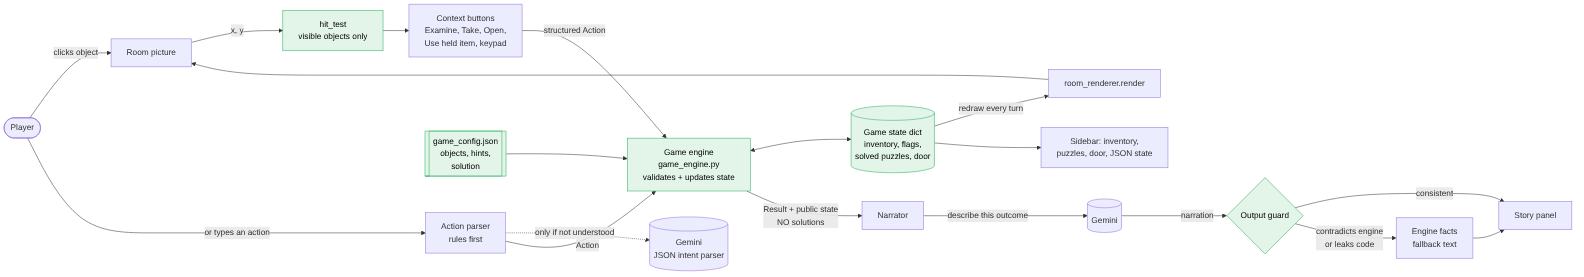 Player
clicks object
Room picture
x, y
hit_test
visible objects only
Context buttons
Examine, Take, Open,
Use held item, keypad
structured Action
game_config.json
objects, hints,
solution
or types an action
Action parser
rules first
only if not understood
Action
Gemini
JSON intent parser
Game engine
game_engine.py
validates + updates state
Game state dict
inventory, flags,
solved puzzles, door
redraw every turn
room_renderer.render
Sidebar: inventory,
puzzles, door, JSON state
Result + public state
NO solutions
Narrator
describe this outcome
Gemini
narration
Output guard
consistent
contradicts engine
or leaks code
Engine facts
fallback text
Story panel